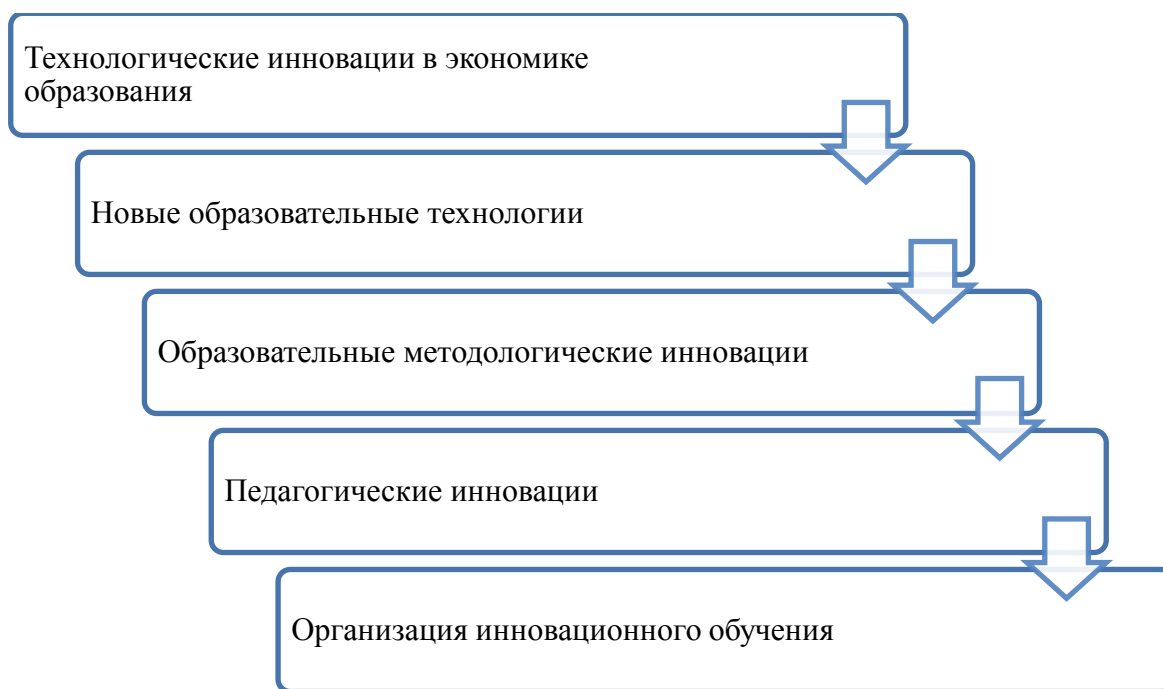 Технологические инновации в экономике
образования
Новые образовательные технологии
Образовательные методологические инновации
Педагогические инновации
Организация инновационного обучения